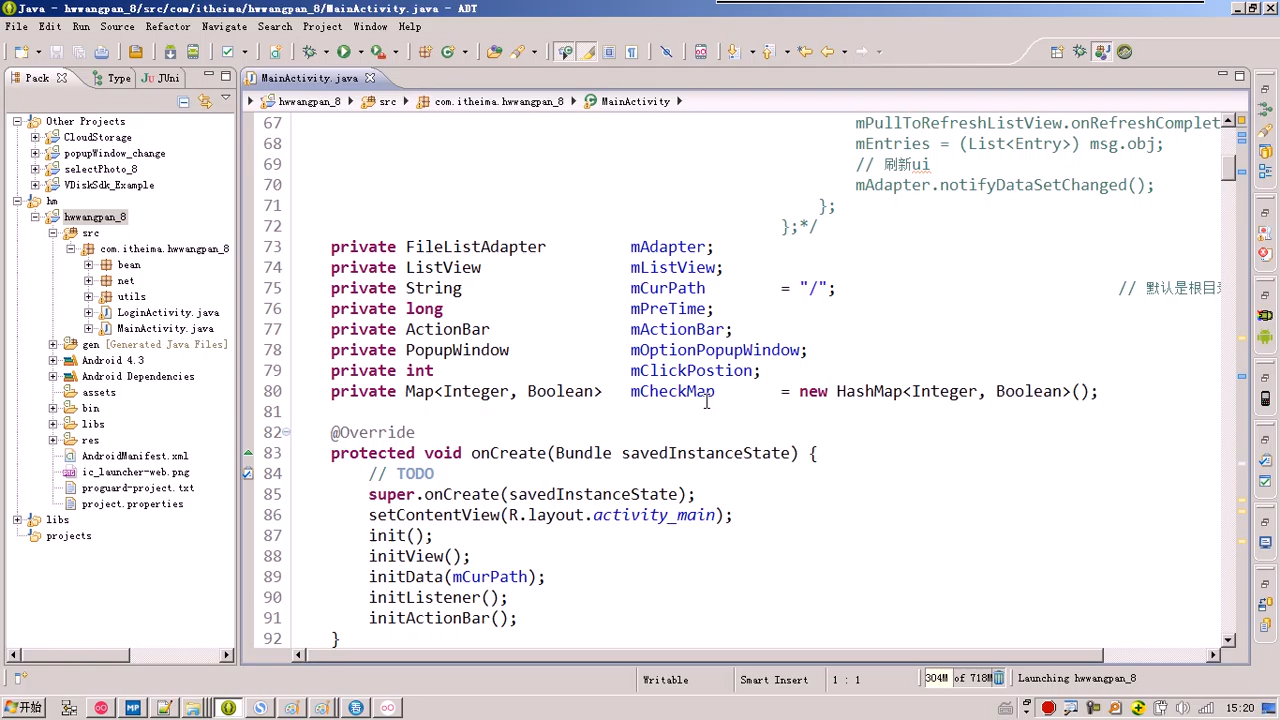 Java - hwwangpan_8/src/com/itheima/hwwangpan_8/MainActivity.java - ADT
File Edit Run Source Refactor Navigate Search Project Window Help
Pack Type JUni
MainActivity.java
hwwangpan_8 src com.itheima.hwwangpan_8 MainActivity
Other Projects
CloudStorage
popupWindow_change
selectPhoto_8
VDiskSdk_Example
hm
hwwangpan_8
src
com.itheima.hwwangpan_8
bean
net
utils
LoginActivity.java
MainActivity.java
gen [Generated Java Files]
Android 4.3
Android Dependencies
assets
bin
libs
res
AndroidManifest.xml
ic_launcher-web.png
proguard-project.txt
project.properties
libs
projects
67 mPullToRefreshListView.onRefreshComplet
68 mEntries = (List<Entry>) msg.obj;
69 // 刷新ui
70 mAdapter.notifyDataSetChanged();
71 };
72 };*/
73 private FileListAdapter mAdapter;
74 private ListView mListView;
75 private String mCurPath = "/"; // 默认是根目
76 private long mPreTime;
77 private ActionBar mActionBar;
78 private PopupWindow mOptionPopupWindow;
79 private int mClickPostion;
80 private Map<Integer, Boolean> mCheckMap = new HashMap<Integer, Boolean>();
81
82 @Override
83 protected void onCreate(Bundle savedInstanceState) {
84 // TODO
85 super.onCreate(savedInstanceState);
86 setContentView(R.layout.activity_main);
87 init();
88 initView();
89 initData(mCurPath);
90 initListener();
91 initActionBar();
92 }
Writable Smart Insert 1 : 1 304M of 718M Launching hwwangpan_8
开始 MP 15:20